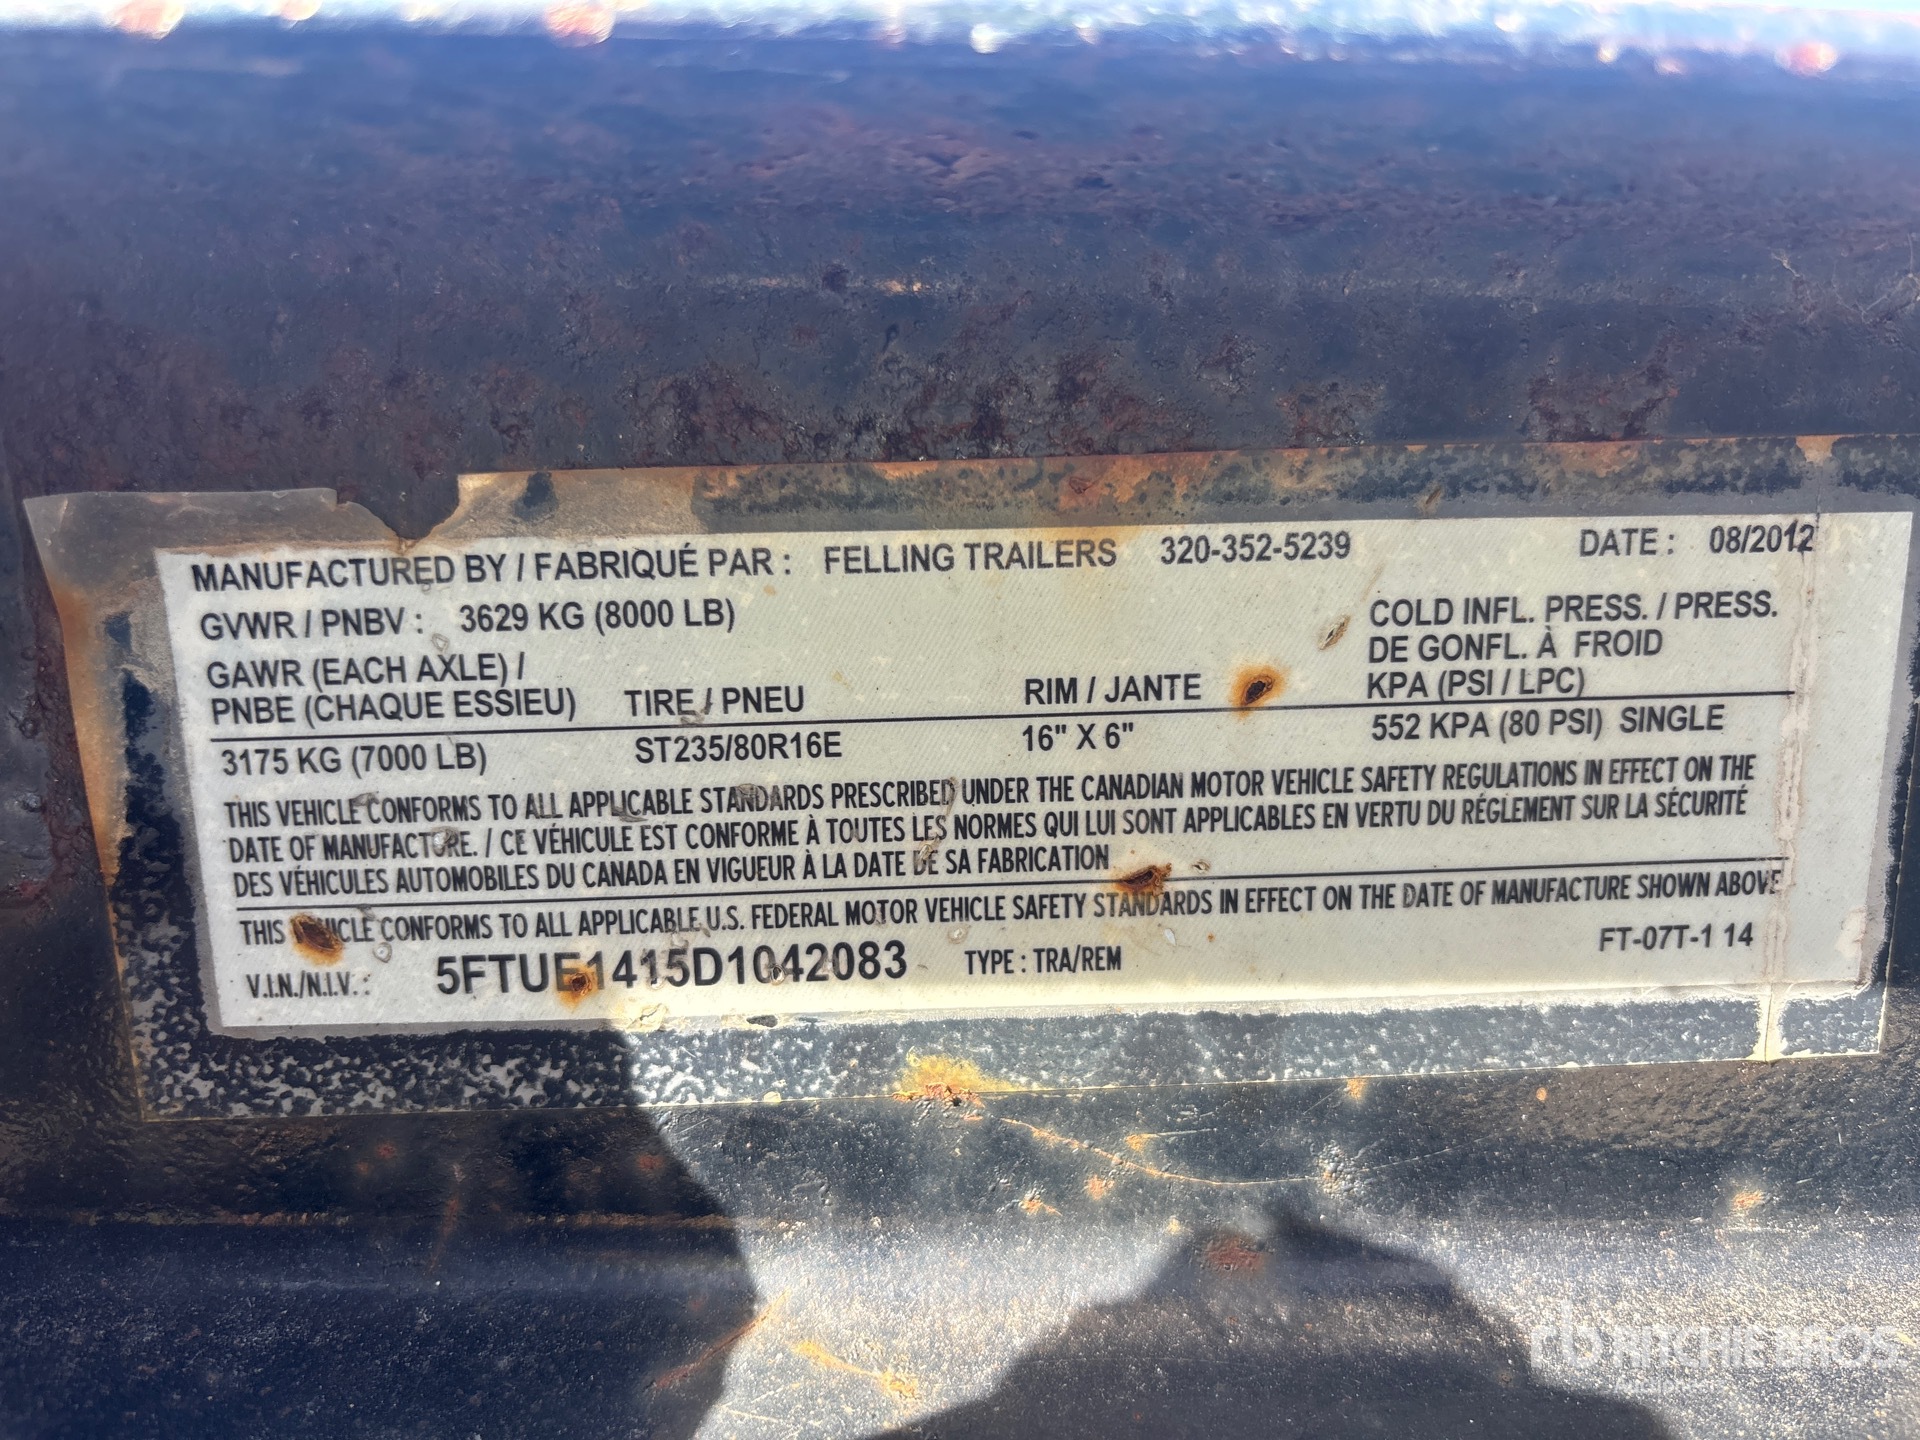 MANUFACTURED BY / FABRIQUÉ PAR : FELLING TRAILERS 320-352-5239 DATE : 08/2012
GVWR / PNBV : 3629 KG (8000 LB)
COLD INFL. PRESS. / PRESS.
DE GONFL. À FROID
KPA (PSI / LPC)
GAWR (EACH AXLE) /
PNBE (CHAQUE ESSIEU) TIRE / PNEU RIM / JANTE
3175 KG (7000 LB) ST235/80R16E 16" X 6" 552 KPA (80 PSI) SINGLE
THIS VEHICLE CONFORMS TO ALL APPLICABLE STANDARDS PRESCRIBED UNDER THE CANADIAN MOTOR VEHICLE SAFETY REGULATIONS IN EFFECT ON THE
DATE OF MANUFACTURE. / CE VÉHICULE EST CONFORME À TOUTES LES NORMES QUI LUI SONT APPLICABLES EN VERTU DU RÉGLEMENT SUR LA SÉCURITÉ
DES VÉHICULES AUTOMOBILES DU CANADA EN VIGUEUR À LA DATE DE SA FABRICATION
THIS VEHICLE CONFORMS TO ALL APPLICABLE U.S. FEDERAL MOTOR VEHICLE SAFETY STANDARDS IN EFFECT ON THE DATE OF MANUFACTURE SHOWN ABOVE
V.I.N./N.I.V. : 5FTUE1415D1042083 TYPE : TRA/REM FT-07T-1 14
rb RITCHIE BROS